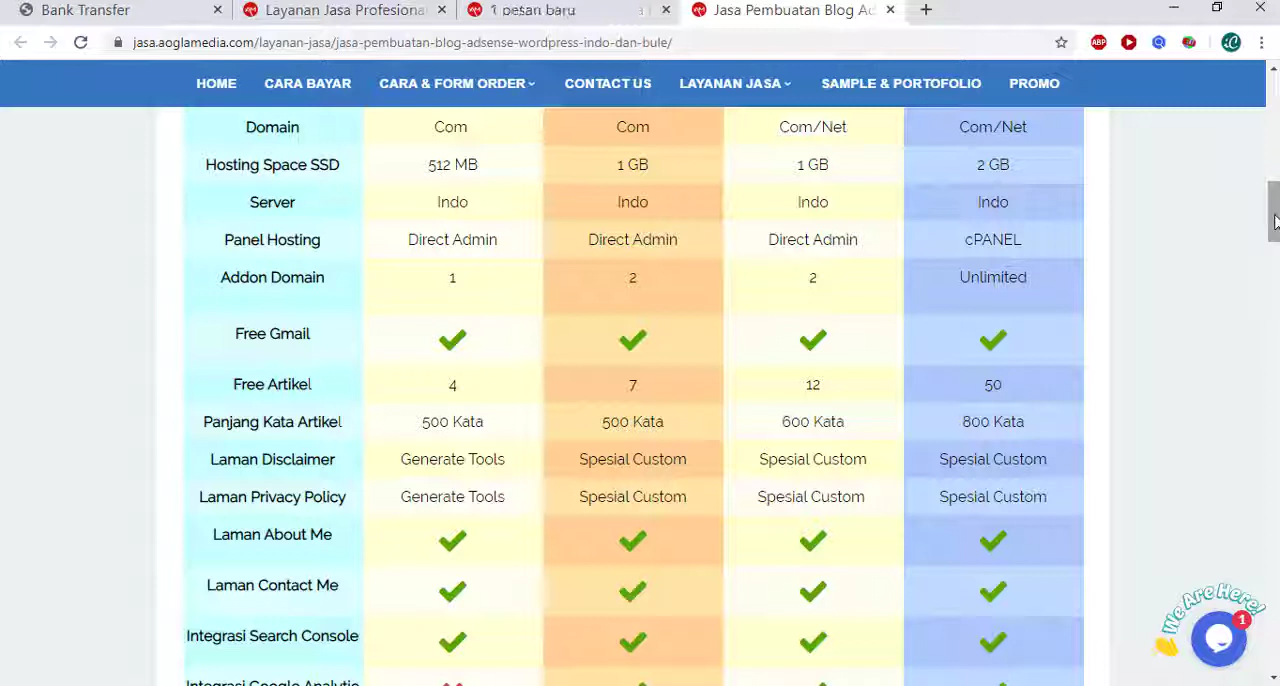 Bank Transfer
Layanan Jasa Profesional
1 pesan baru
Jasa Pembuatan Blog Ad
jasa.aoglamedia.com/layanan-jasa/jasa-pembuatan-blog-adsense-wordpress-indo-dan-bule/
ABP
HOME CARA BAYAR CARA & FORM ORDER CONTACT US LAYANAN JASA SAMPLE & PORTOFOLIO PROMO
Domain Com Com Com/Net Com/Net
Hosting Space SSD 512 MB 1 GB 1 GB 2 GB
Server Indo Indo Indo Indo
Panel Hosting Direct Admin Direct Admin Direct Admin cPANEL
Addon Domain 1 2 2 Unlimited
Free Gmail
Free Artikel 4 7 12 50
Panjang Kata Artikel 500 Kata 500 Kata 600 Kata 800 Kata
Laman Disclaimer Generate Tools Spesial Custom Spesial Custom Spesial Custom
Laman Privacy Policy Generate Tools Spesial Custom Spesial Custom Spesial Custom
Laman About Me
Laman Contact Me
Integrasi Search Console
Integrasi Google Analytic
We Are Here!
1